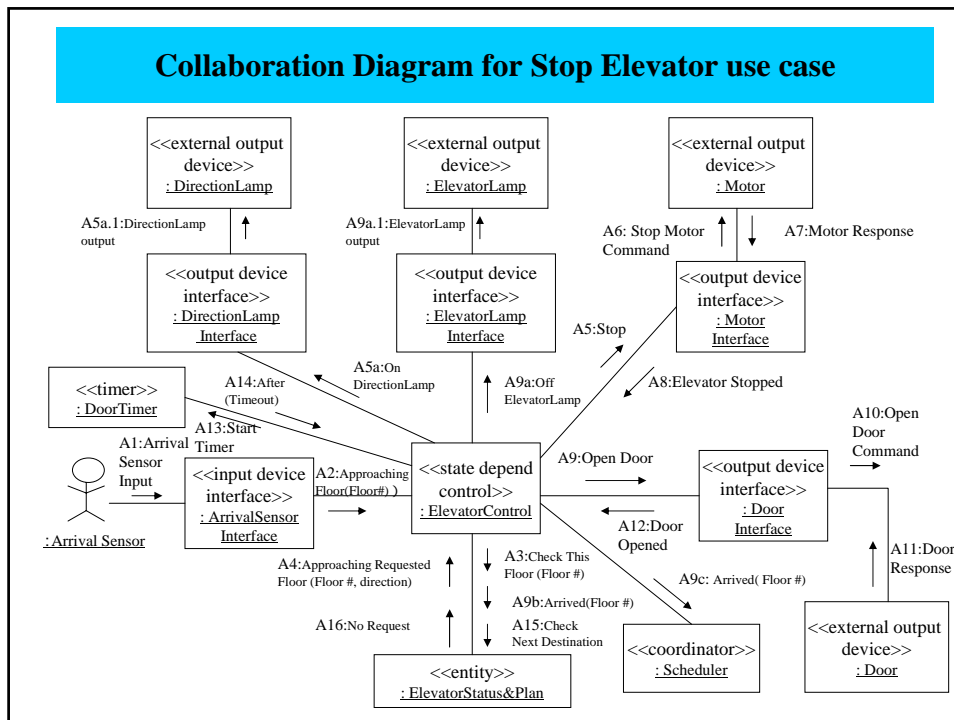 Collaboration Diagram for Stop Elevator use case
<<external output
device>>
: DirectionLamp
<<external output
device>>
: ElevatorLamp
<<external output
device>>
: Motor
A5a.1:DirectionLamp
output
A9a.1:ElevatorLamp
output
A6: Stop Motor
Command
A7:Motor Response
<<output device
interface>>
: DirectionLamp
Interface
<<output device
interface>>
: ElevatorLamp
Interface
<<output device
interface>>
: Motor
Interface
A5:Stop
A5a:On
DirectionLamp
A9a:Off
ElevatorLamp
A8:Elevator Stopped
<<timer>>
: DoorTimer
A14:After
(Timeout)
A13:Start
Timer
A1:Arrival
Sensor
Input
: Arrival Sensor
<<input device
interface>>
: ArrivalSensor
Interface
A2:Approaching
Floor(Floor#) )
<<state depend
control>>
: ElevatorControl
A9:Open Door
A12:Door
Opened
<<output device
interface>>
: Door
Interface
A10:Open
Door
Command
A11:Door
Response
A4:Approaching Requested
Floor (Floor #, direction)
A3:Check This
Floor (Floor #)
A9b:Arrived(Floor #)
A9c: Arrived( Floor #)
A16:No Request
A15:Check
Next Destination
<<entity>>
: ElevatorStatus&Plan
<<coordinator>>
: Scheduler
<<external output
device>>
: Door